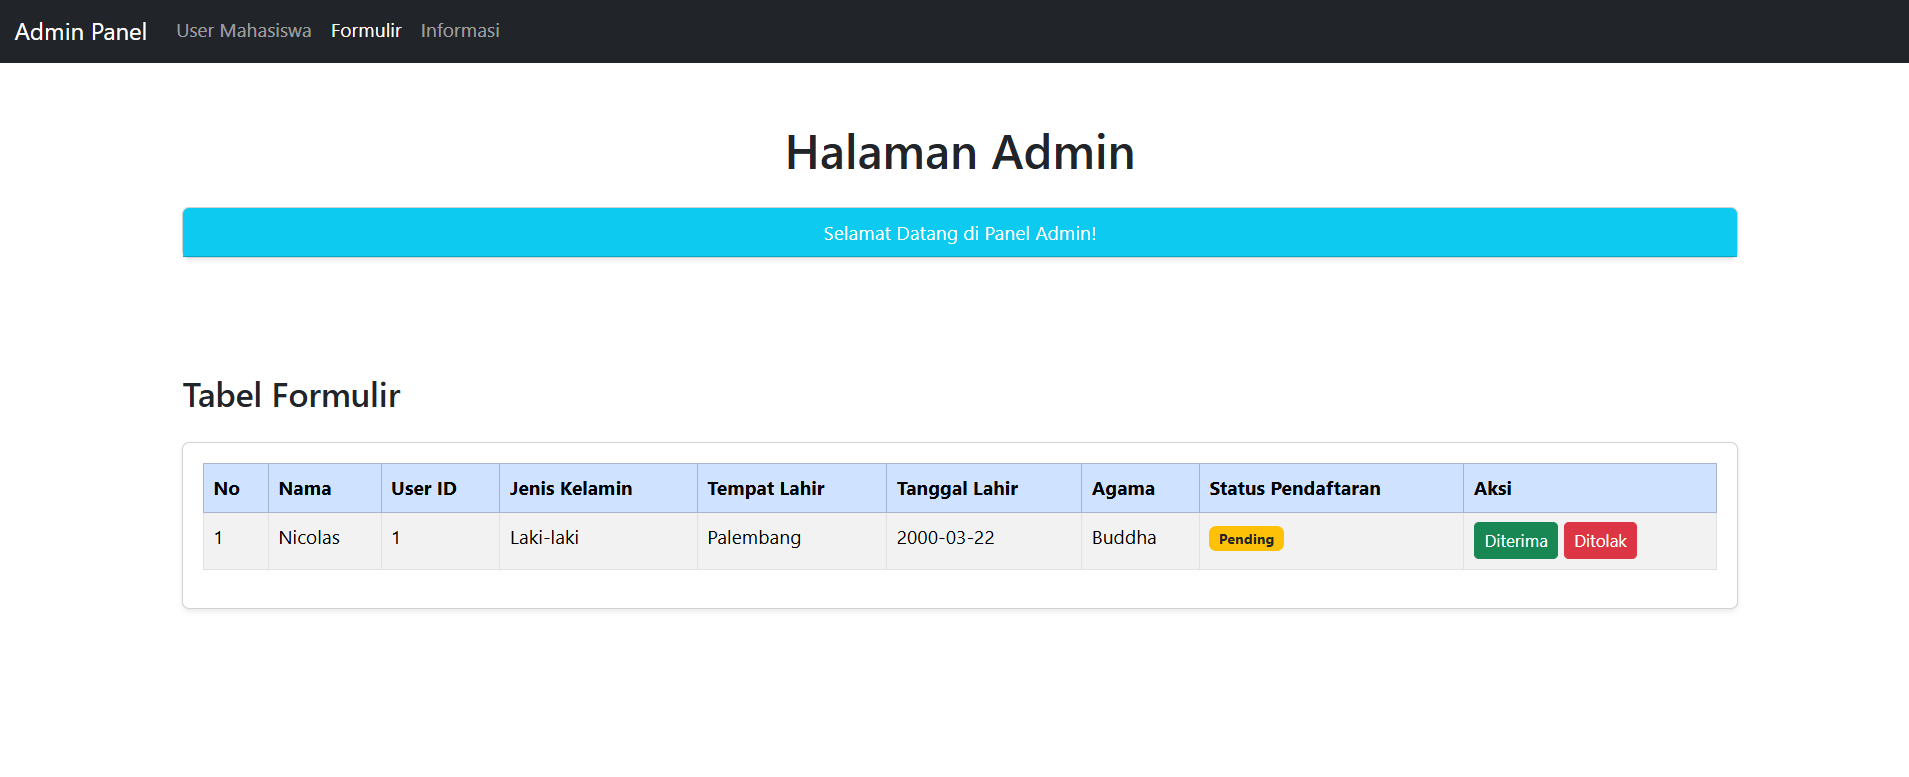 Admin Panel User Mahasiswa Formulir Informasi
Halaman Admin
Selamat Datang di Panel Admin!
Tabel Formulir
No Nama User ID Jenis Kelamin Tempat Lahir Tanggal Lahir Agama Status Pendaftaran Aksi
1 Nicolas 1 Laki-laki Palembang 2000-03-22 Buddha Pending Diterima Ditolak